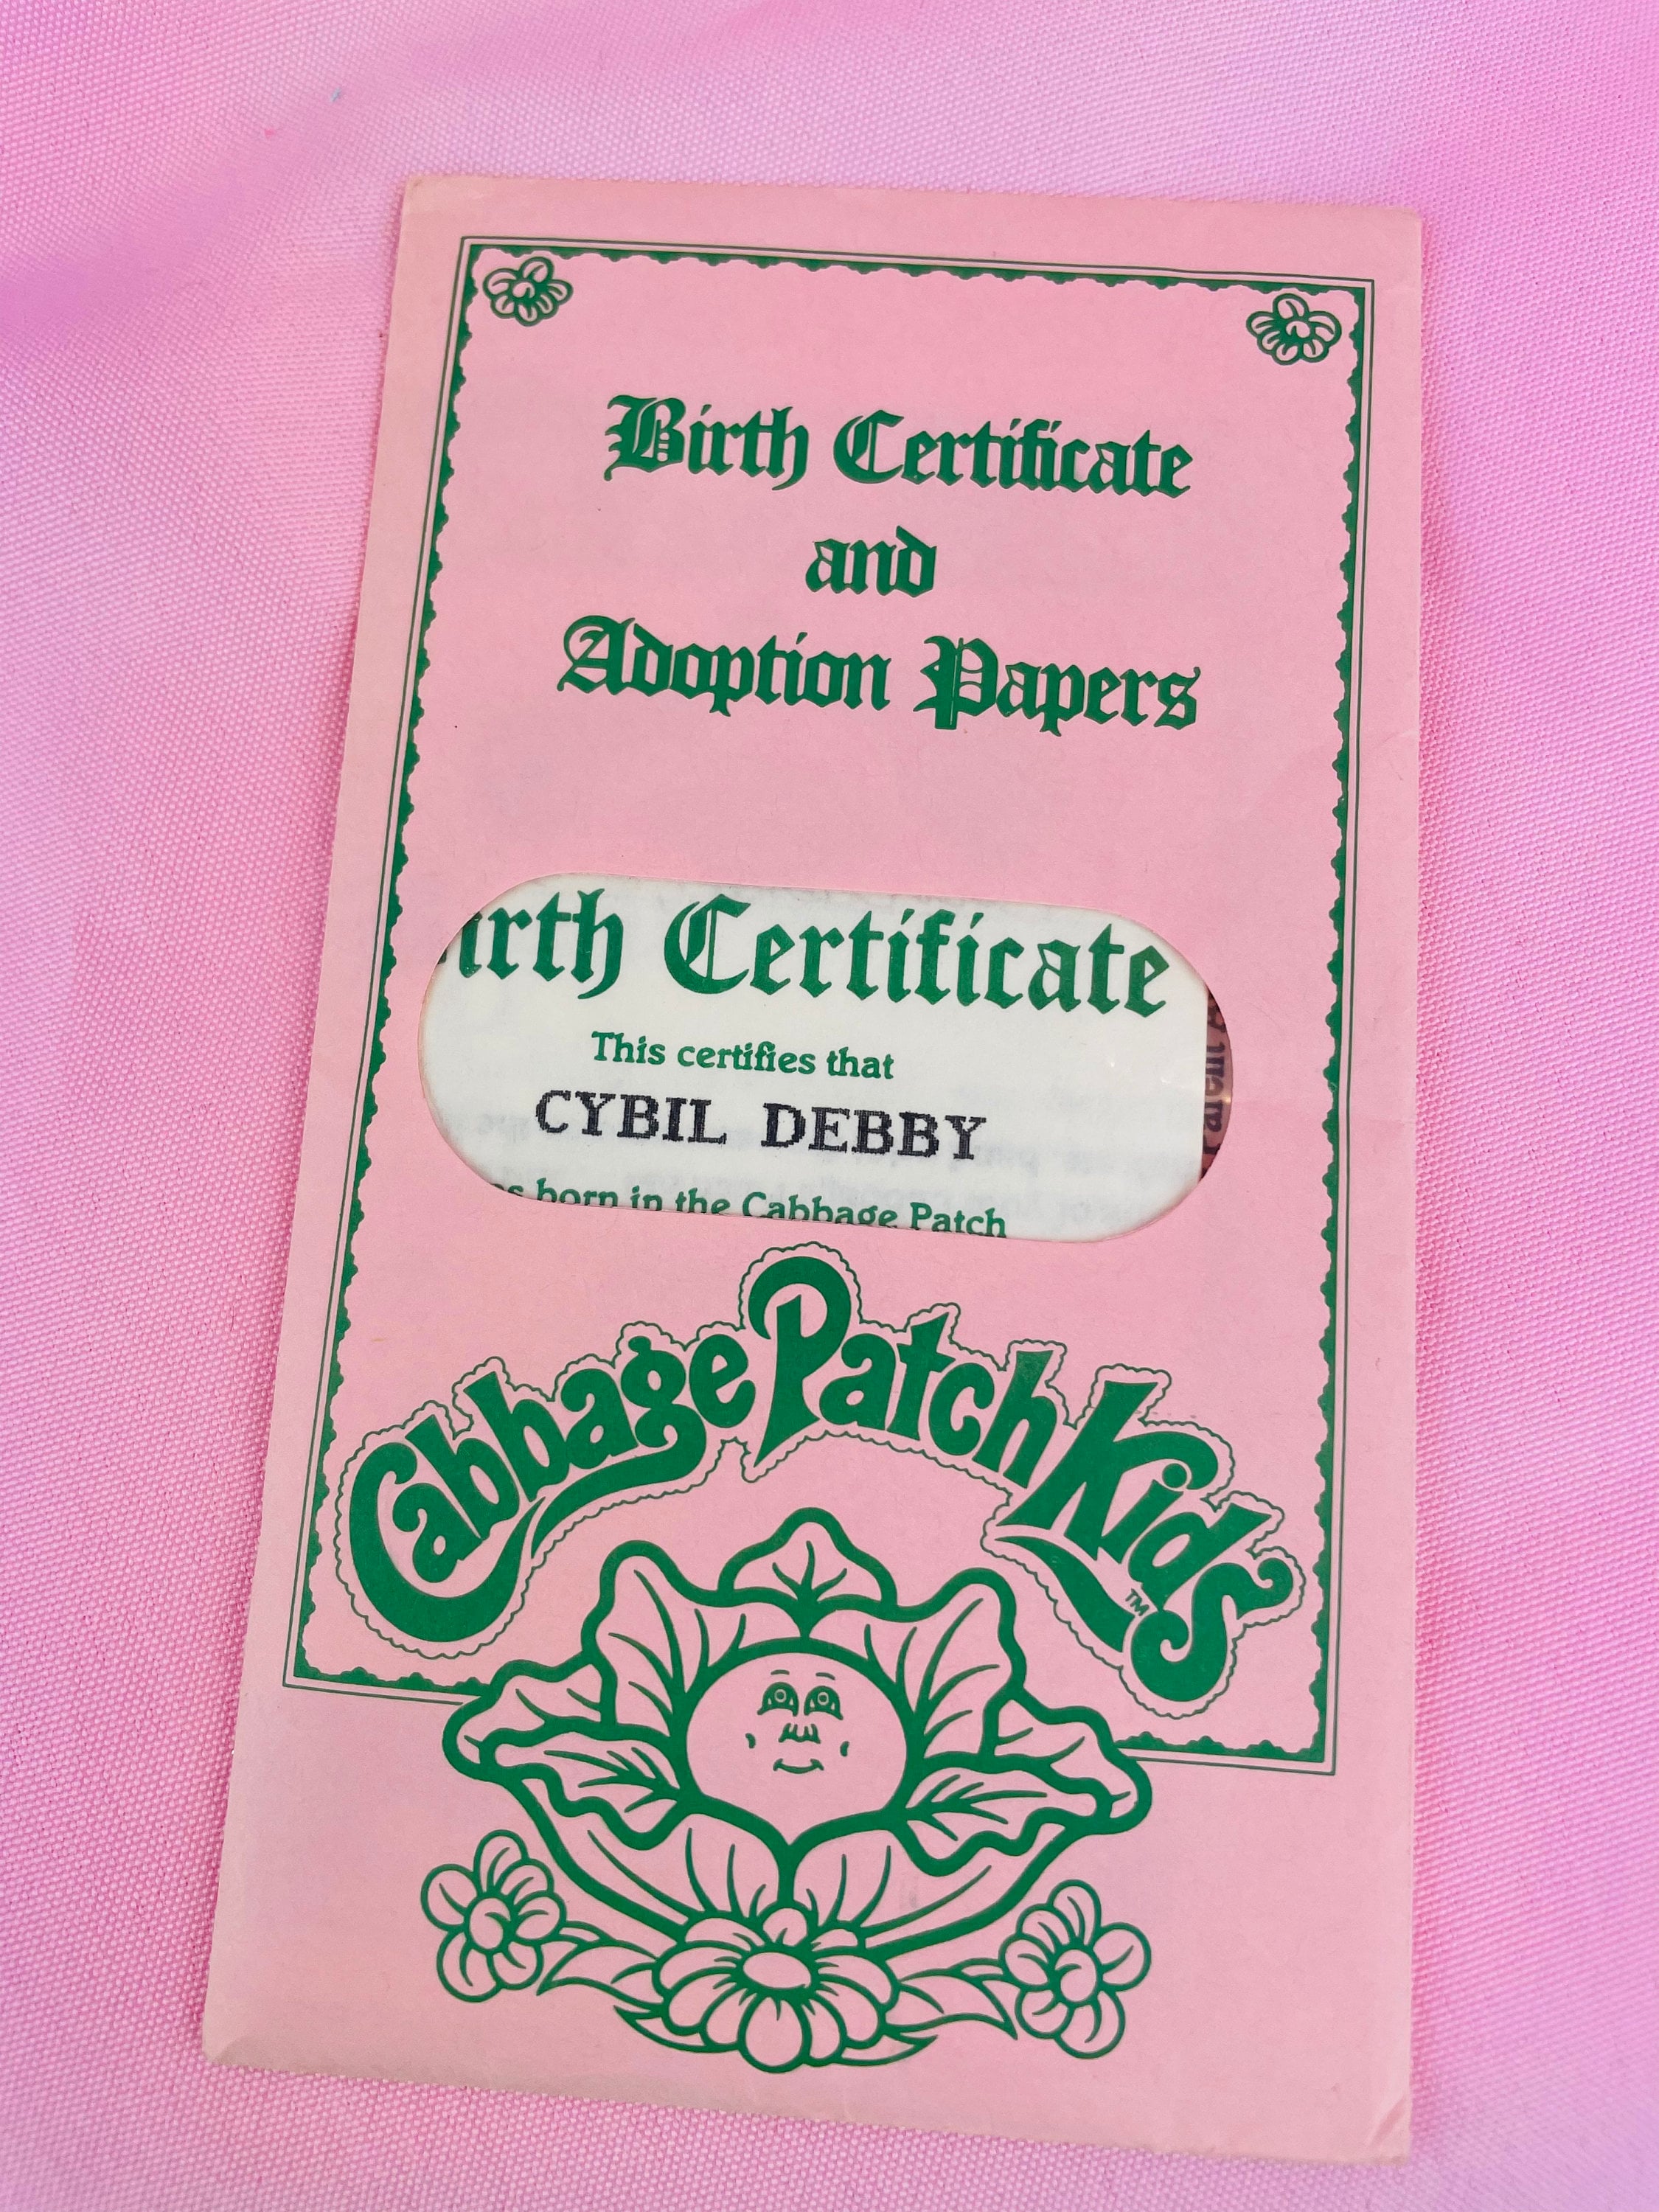 Birth Certificate
and
Adoption Papers
irth Certificate
This certifies that
CYBIL DEBBY
s born in the Cabbage Patch
Cabbage Patch Kids
TM